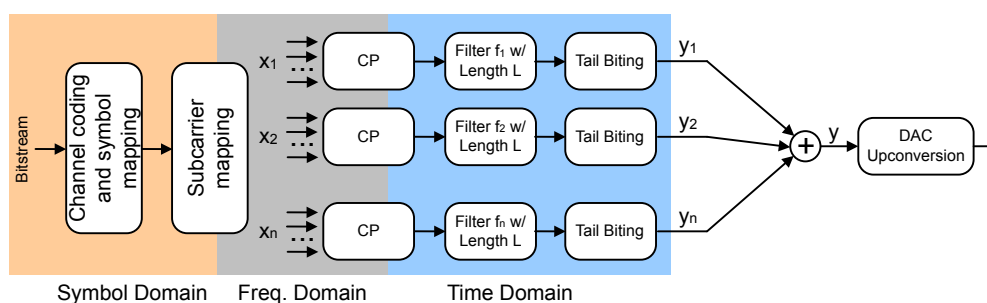 Bitstream
Channel coding
and symbol
mapping
Subcarrier
mapping
x1
...
CP
Filter f1 w/
Length L
Tail Biting
y1
x2
...
CP
Filter f2 w/
Length L
Tail Biting
y2
+
y
DAC
Upconversion
xn
...
CP
Filter fn w/
Length L
Tail Biting
yn
Symbol Domain
Freq. Domain
Time Domain